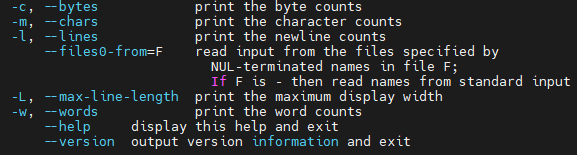 -c, --bytes            print the byte counts
-m, --chars            print the character counts
-l, --lines            print the newline counts
    --files0-from=F    read input from the files specified by
                         NUL-terminated names in file F;
                         If F is - then read names from standard input
-L, --max-line-length  print the maximum display width
-w, --words            print the word counts
    --help     display this help and exit
    --version  output version information and exit